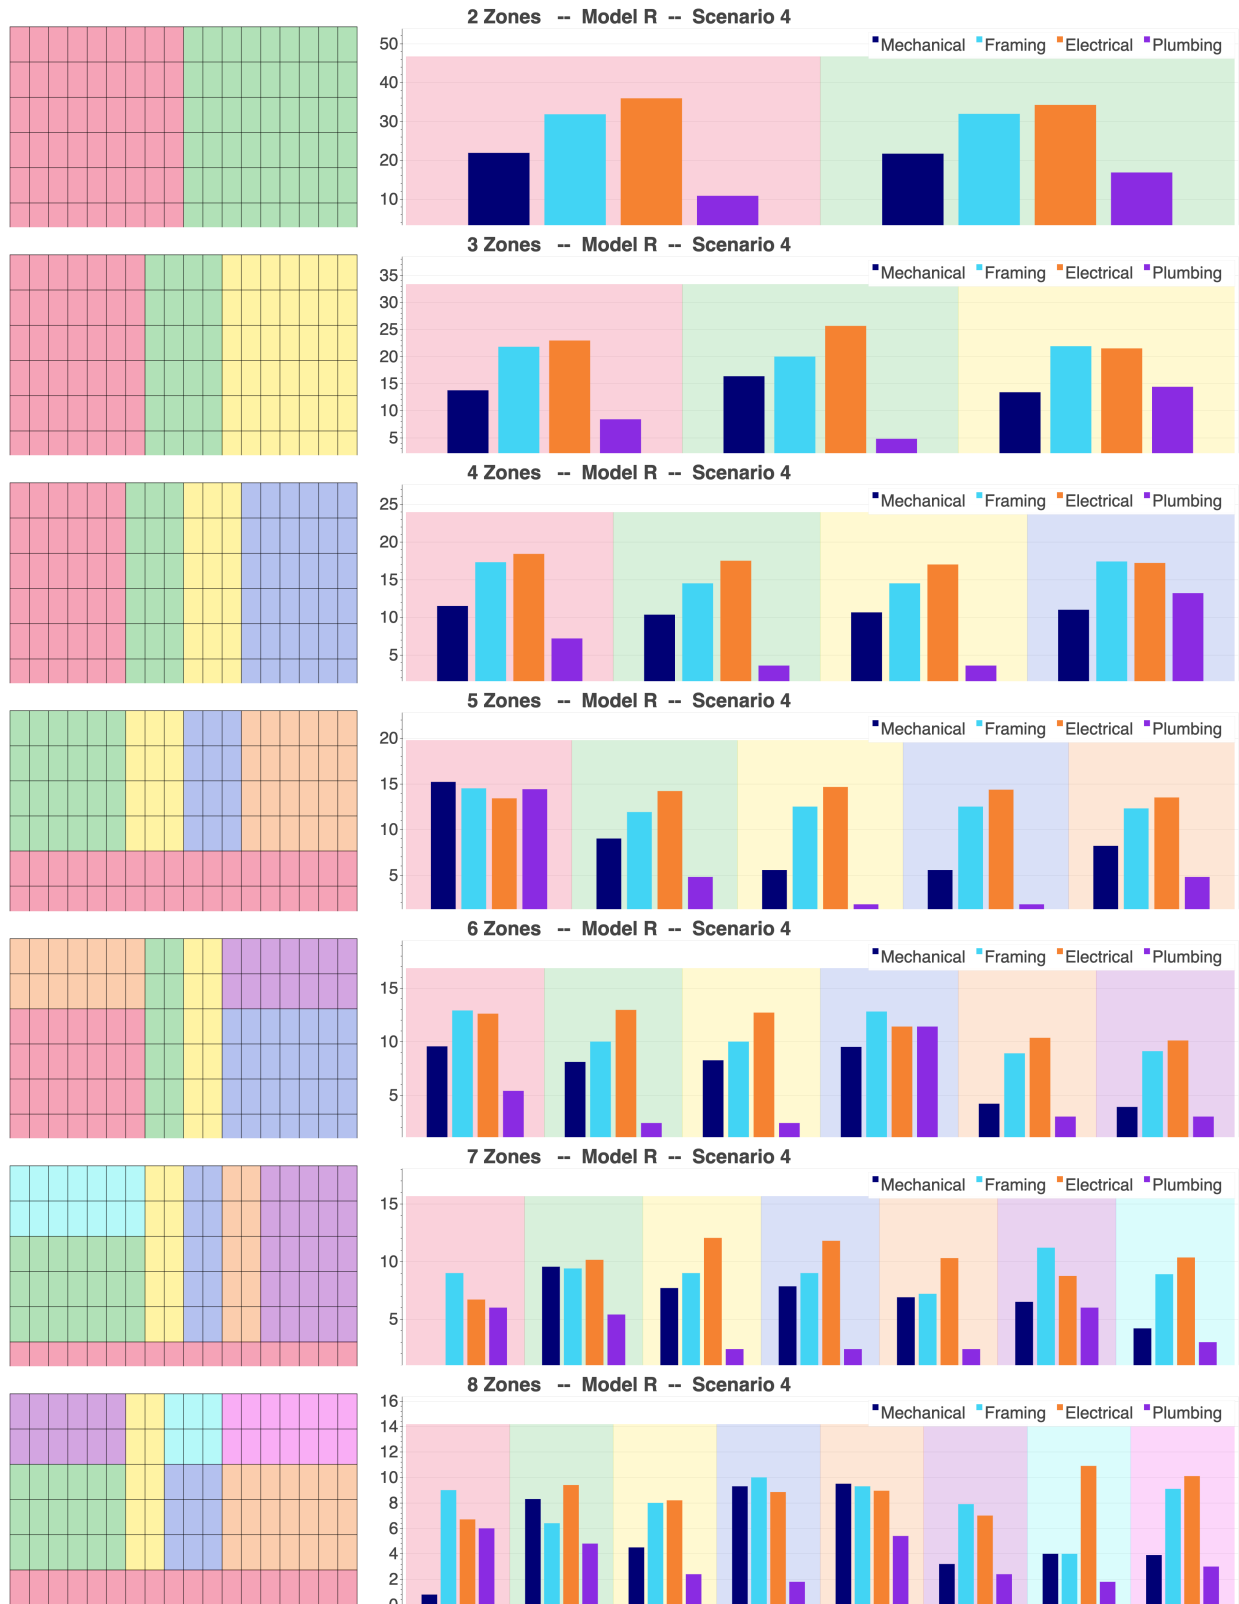 2 Zones -- Model R -- Scenario 4
Mechanical Framing Electrical Plumbing
50
40
30
20
10
3 Zones -- Model R -- Scenario 4
Mechanical Framing Electrical Plumbing
35
30
25
20
15
10
5
4 Zones -- Model R -- Scenario 4
Mechanical Framing Electrical Plumbing
25
20
15
10
5
5 Zones -- Model R -- Scenario 4
Mechanical Framing Electrical Plumbing
20
15
10
5
6 Zones -- Model R -- Scenario 4
Mechanical Framing Electrical Plumbing
15
10
5
7 Zones -- Model R -- Scenario 4
Mechanical Framing Electrical Plumbing
15
10
5
8 Zones -- Model R -- Scenario 4
Mechanical Framing Electrical Plumbing
16
14
12
10
8
6
4
2
0